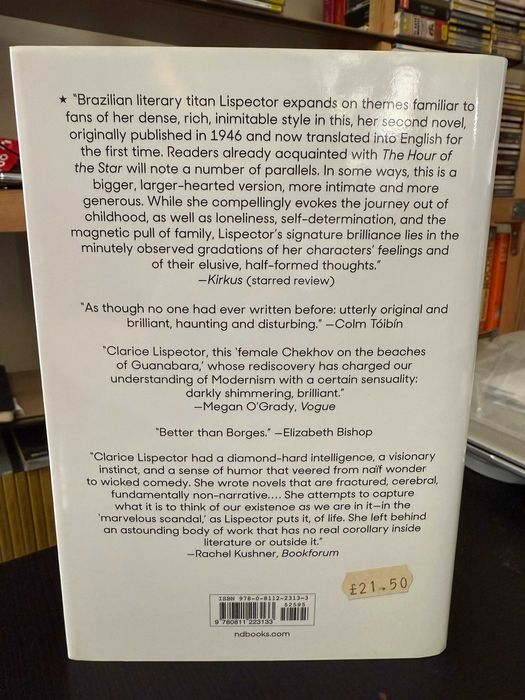 ★ "Brazilian literary titan Lispector expands on themes familiar to
fans of her dense, rich, inimitable style in this, her second novel,
originally published in 1946 and now translated into English for
the first time. Readers already acquainted with The Hour of
the Star will note a number of parallels. In some ways, this is a
bigger, larger-hearted version, more intimate and more
generous. While she compellingly evokes the journey out of
childhood, as well as loneliness, self-determination, and the
magnetic pull of family, Lispector's signature brilliance lies in the
minutely observed gradations of her characters' feelings and
of their elusive, half-formed thoughts."
—Kirkus (starred review)
"As though no one had ever written before: utterly original and
brilliant, haunting and disturbing." —Colm Tóibín
"Clarice Lispector, this 'female Chekhov on the beaches
of Guanabara,' whose rediscovery has charged our
understanding of Modernism with a certain sensuality:
darkly shimmering, brilliant."
—Megan O'Grady, Vogue
"Better than Borges." —Elizabeth Bishop
"Clarice Lispector had a diamond-hard intelligence, a visionary
instinct, and a sense of humor that veered from naïf wonder
to wicked comedy. She wrote novels that are fractured, cerebral,
fundamentally non-narrative.... She attempts to capture
what it is to think of our existence as we are in it—in the
'marvelous scandal,' as Lispector puts it, of life. She left behind
an astounding body of work that has no real corollary inside
literature or outside it."
—Rachel Kushner, Bookforum
£21.50
ISBN 978-0-8112-2313-3
52595
9 780811 223133
ndbooks.com